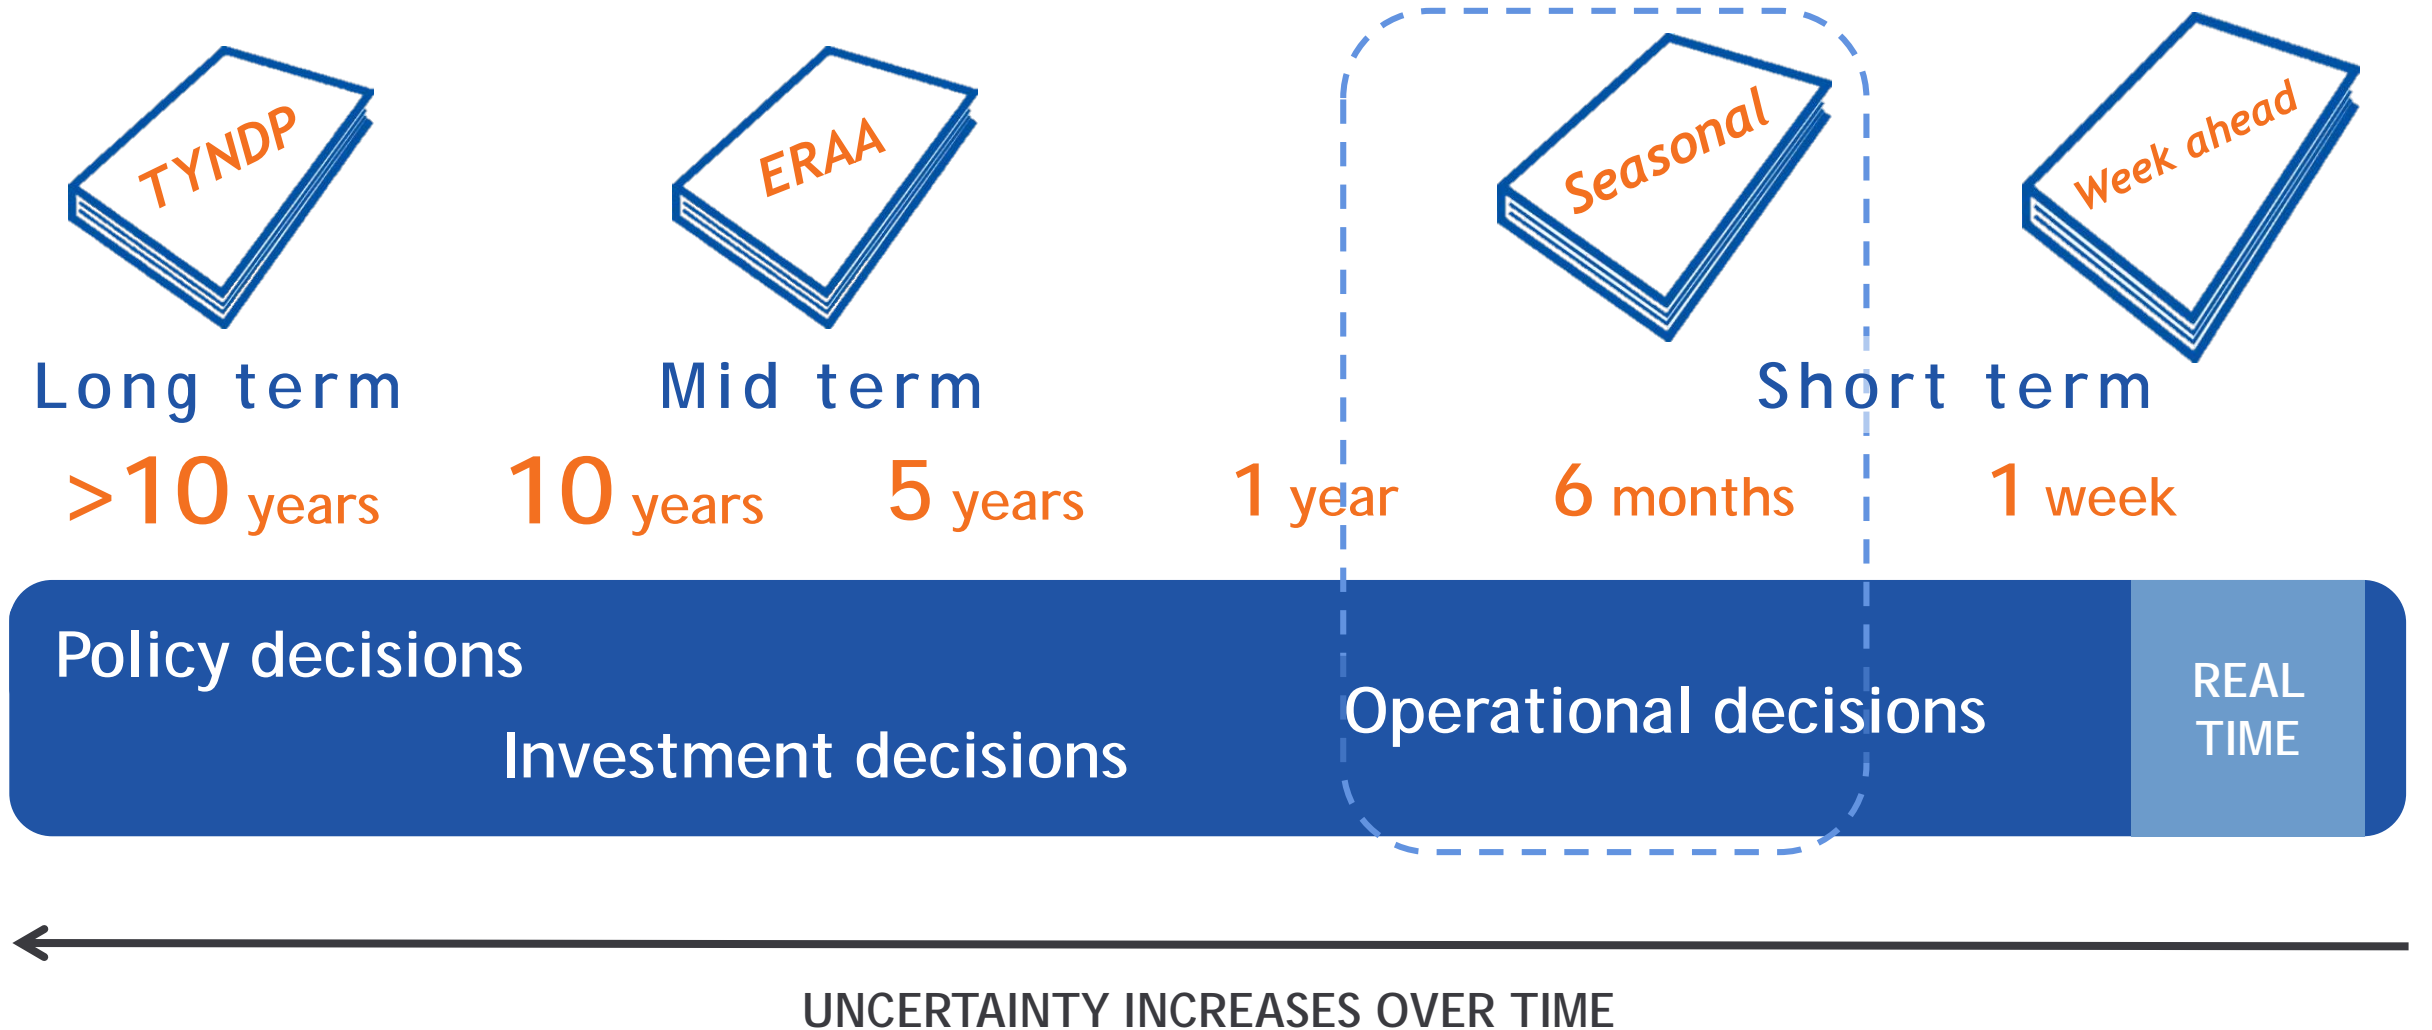 TYNDP
ERAA
Seasonal
Week ahead
Long term
Mid term
Short term
>10 years
10 years
5 years
1 year
6 months
1 week
Policy decisions
Investment decisions
Operational decisions
REAL
TIME
UNCERTAINTY INCREASES OVER TIME